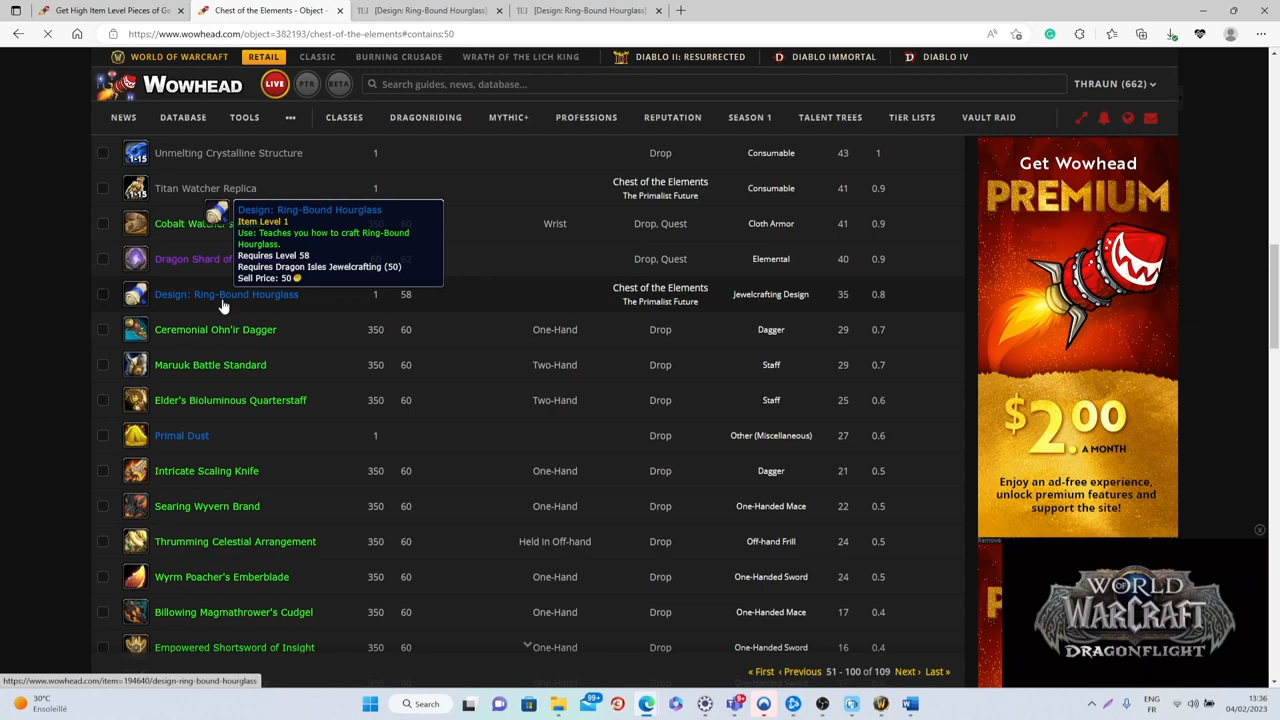 Get High Item Level Pieces of Ge
Chest of the Elements - Object -
[Design: Ring-Bound Hourglass]
[Design: Ring-Bound Hourglass]
https://www.wowhead.com/object=382193/chest-of-the-elements#contains;50
WORLD OF WARCRAFT RETAIL CLASSIC BURNING CRUSADE WRATH OF THE LICH KING DIABLO II: RESURRECTED DIABLO IMMORTAL DIABLO IV
WOWHEAD LIVE PTR BETA Search guides, news, database... THRAUN (662)
NEWS DATABASE TOOLS ••• CLASSES DRAGONRIDING MYTHIC+ PROFESSIONS REPUTATION SEASON 1 TALENT TREES TIER LISTS VAULT RAID
1-15 Unmelting Crystalline Structure 1 Drop Consumable 43 1
1-15 Titan Watcher Replica 1 Chest of the Elements Consumable 41 0.9
The Primalist Future
Cobalt Watcher's Wrist Drop, Quest Cloth Armor 41 0.9
Dragon Shard of Drop, Quest Elemental 40 0.9
Design: Ring-Bound Hourglass
Item Level 1
Use: Teaches you how to craft Ring-Bound
Hourglass.
Requires Level 58
Requires Dragon Isles Jewelcrafting (50)
Sell Price: 50
Design: Ring-Bound Hourglass 1 58 Chest of the Elements Jewelcrafting Design 35 0.8
The Primalist Future
Ceremonial Ohn'ir Dagger 350 60 One-Hand Drop Dagger 29 0.7
Maruuk Battle Standard 350 60 Two-Hand Drop Staff 29 0.7
Elder's Bioluminous Quarterstaff 350 60 Two-Hand Drop Staff 25 0.6
Primal Dust 1 Drop Other (Miscellaneous) 27 0.6
Intricate Scaling Knife 350 60 One-Hand Drop Dagger 21 0.5
Searing Wyvern Brand 350 60 One-Hand Drop One-Handed Mace 22 0.5
Thrumming Celestial Arrangement 350 60 Held In Off-hand Drop Off-hand Frill 24 0.5
Wyrm Poacher's Emberblade 350 60 One-Hand Drop One-Handed Sword 24 0.5
Billowing Magmathrower's Cudgel 350 60 One-Hand Drop One-Handed Mace 17 0.4
Empowered Shortsword of Insight 350 60 One-Hand Drop One-Handed Sword 16 0.4
« First ‹ Previous 51 - 100 of 109 Next › Last »
Get Wowhead
PREMIUM
$2.00
A MONTH
Enjoy an ad-free experience,
unlock premium features and
support the site!
Remove
WORLD OF
WARCRAFT
DRAGONFLIGHT
https://www.wowhead.com/item=194640/design-ring-bound-hourglass
30°C
Ensoleillé
Search
99+
ENG
FR
13:36
04/02/2023